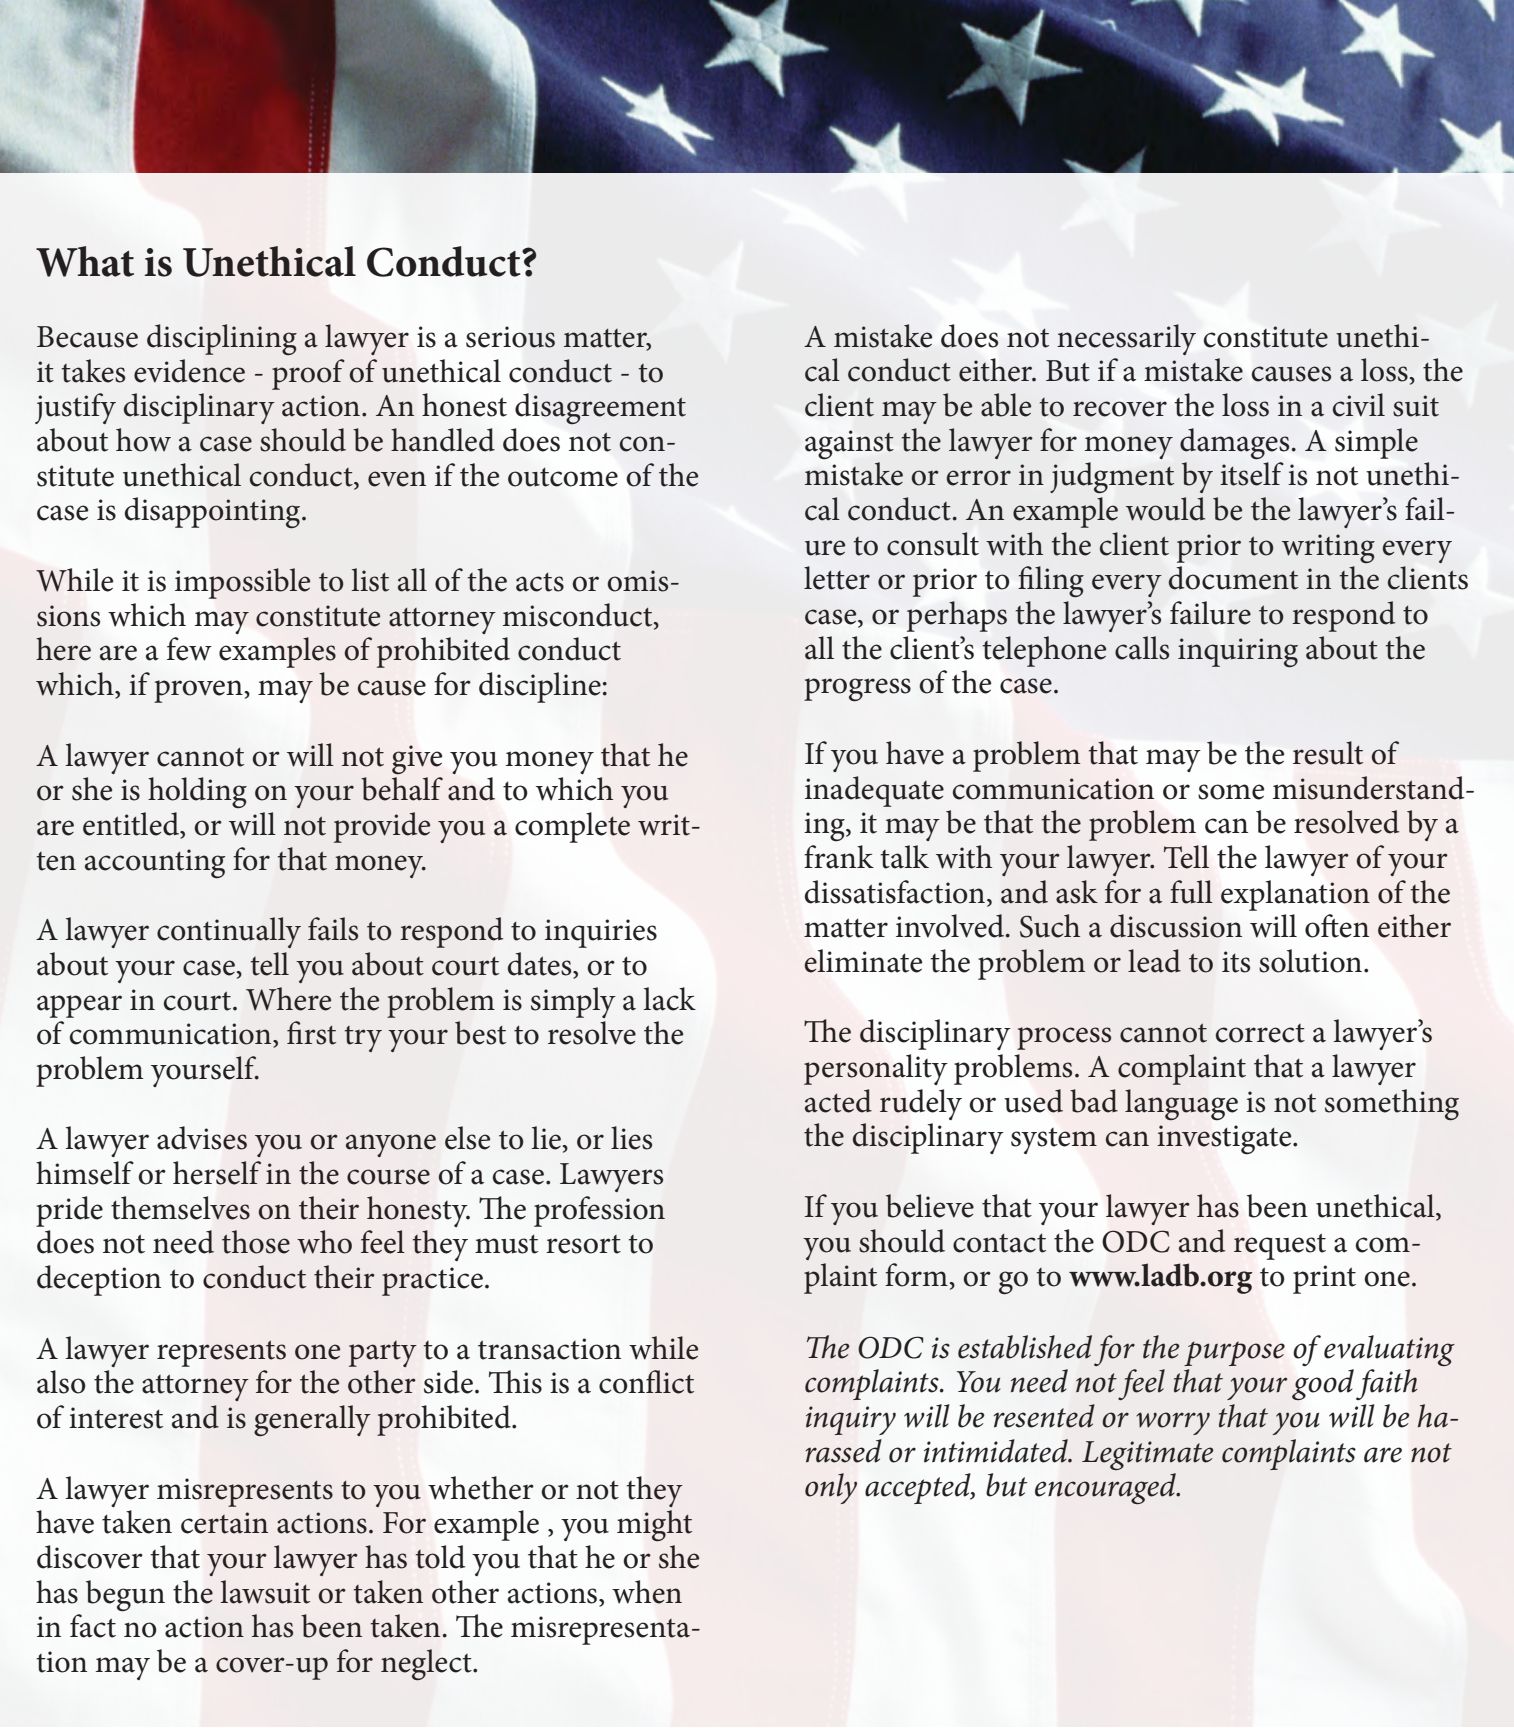 What is Unethical Conduct?
Because disciplining a lawyer is a serious matter,
it takes evidence - proof of unethical conduct - to
justify disciplinary action. An honest disagreement
about how a case should be handled does not con-
stitute unethical conduct, even if the outcome of the
case is disappointing.
While it is impossible to list all of the acts or omis-
sions which may constitute attorney misconduct,
here are a few examples of prohibited conduct
which, if proven, may be cause for discipline:
A lawyer cannot or will not give you money that he
or she is holding on your behalf and to which you
are entitled, or will not provide you a complete writ-
ten accounting for that money.
A lawyer continually fails to respond to inquiries
about your case, tell you about court dates, or to
appear in court. Where the problem is simply a lack
of communication, first try your best to resolve the
problem yourself.
A lawyer advises you or anyone else to lie, or lies
himself or herself in the course of a case. Lawyers
pride themselves on their honesty. The profession
does not need those who feel they must resort to
deception to conduct their practice.
A lawyer represents one party to a transaction while
also the attorney for the other side. This is a conflict
of interest and is generally prohibited.
A lawyer misrepresents to you whether or not they
have taken certain actions. For example , you might
discover that your lawyer has told you that he or she
has begun the lawsuit or taken other actions, when
in fact no action has been taken. The misrepresenta-
tion may be a cover-up for neglect.
A mistake does not necessarily constitute unethi-
cal conduct either. But if a mistake causes a loss, the
client may be able to recover the loss in a civil suit
against the lawyer for money damages. A simple
mistake or error in judgment by itself is not unethi-
cal conduct. An example would be the lawyer’s fail-
ure to consult with the client prior to writing every
letter or prior to filing every document in the clients
case, or perhaps the lawyer’s failure to respond to
all the client’s telephone calls inquiring about the
progress of the case.
If you have a problem that may be the result of
inadequate communication or some misunderstand-
ing, it may be that the problem can be resolved by a
frank talk with your lawyer. Tell the lawyer of your
dissatisfaction, and ask for a full explanation of the
matter involved. Such a discussion will often either
eliminate the problem or lead to its solution.
The disciplinary process cannot correct a lawyer’s
personality problems. A complaint that a lawyer
acted rudely or used bad language is not something
the disciplinary system can investigate.
If you believe that your lawyer has been unethical,
you should contact the ODC and request a com-
plaint form, or go to www.ladb.org to print one.
The ODC is established for the purpose of evaluating
complaints. You need not feel that your good faith
inquiry will be resented or worry that you will be ha-
rassed or intimidated. Legitimate complaints are not
only accepted, but encouraged.